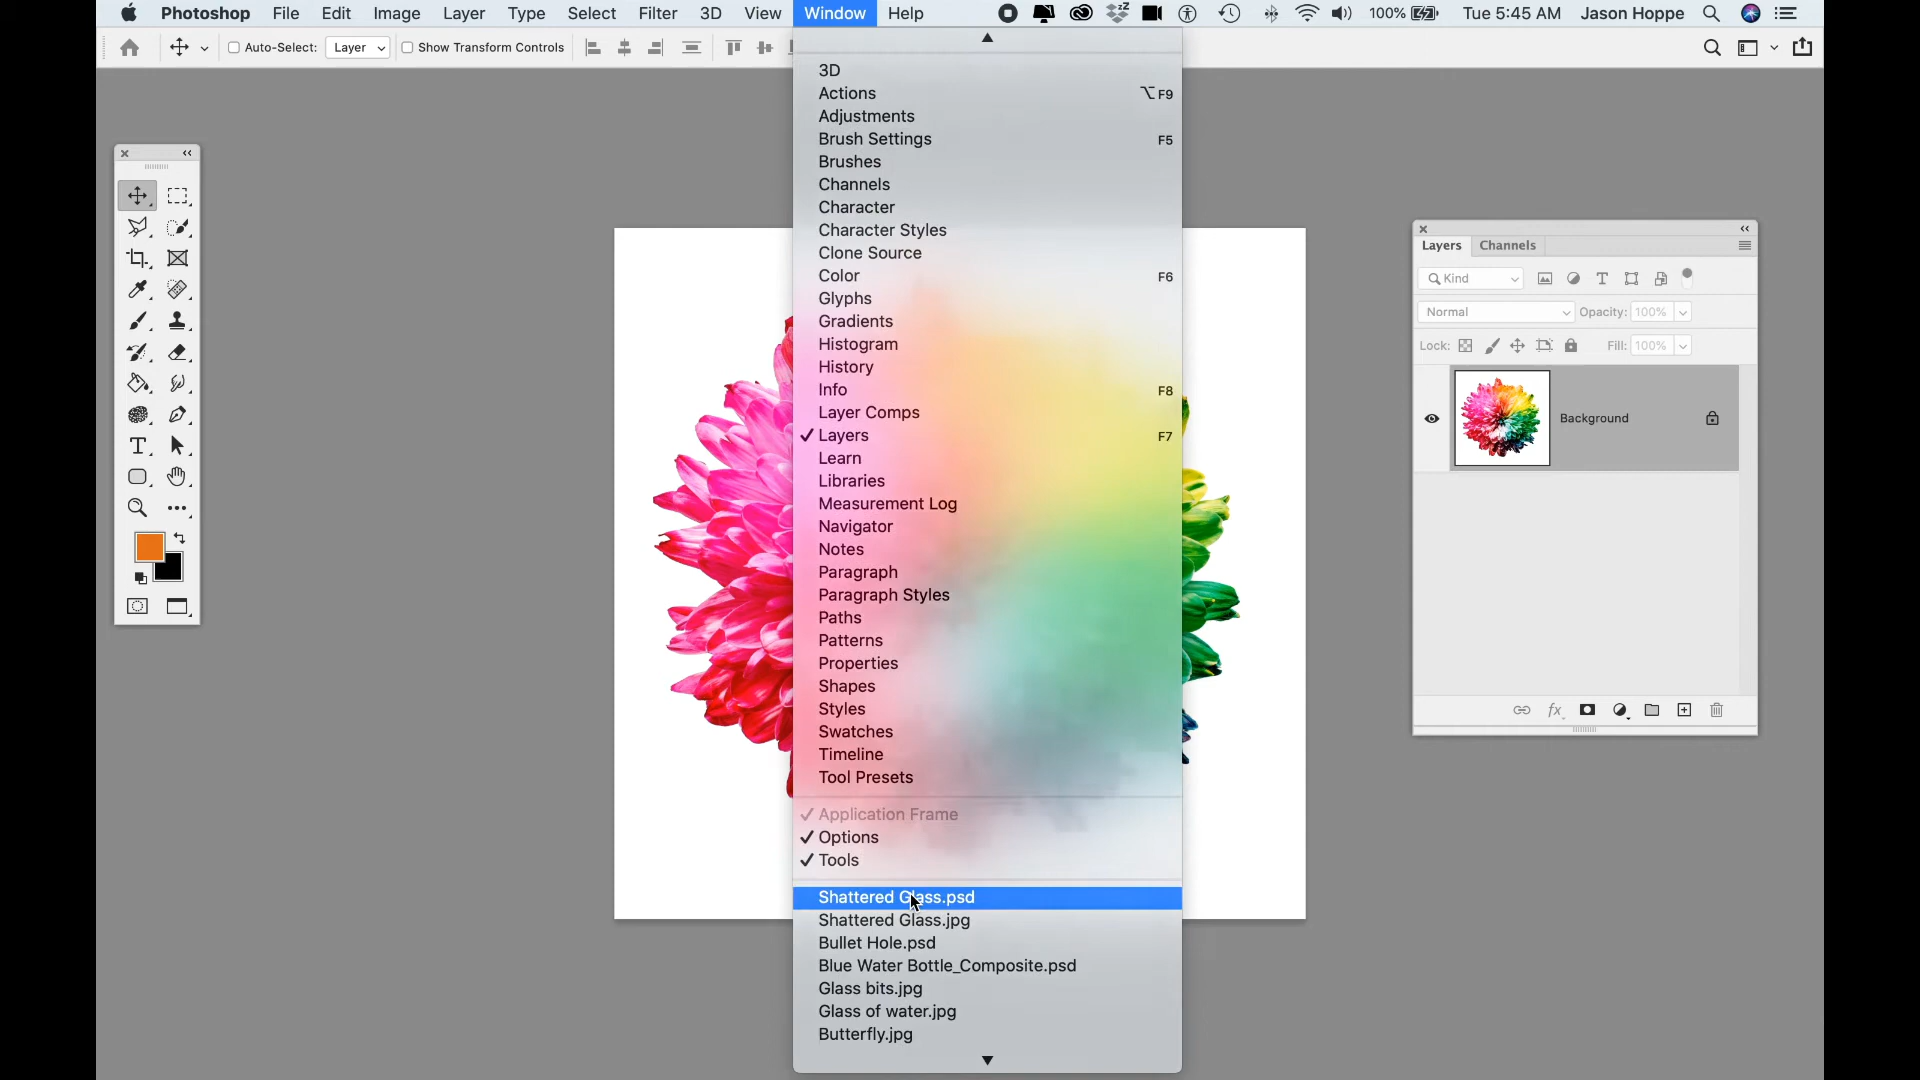 Photoshop File Edit Image Layer Type Select Filter 3D View Window Help 100% Tue 5:45 AM Jason Hoppe
Auto-Select: Layer Show Transform Controls
3D
Actions ⌥F9
Adjustments
Brush Settings F5
Brushes
Channels
Character
Character Styles
Clone Source
Color F6
Glyphs
Gradients
Histogram
History
Info F8
Layer Comps
✓ Layers F7
Learn
Libraries
Measurement Log
Navigator
Notes
Paragraph
Paragraph Styles
Paths
Patterns
Properties
Shapes
Styles
Swatches
Timeline
Tool Presets
✓ Application Frame
✓ Options
✓ Tools
Shattered Glass.psd
Shattered Glass.jpg
Bullet Hole.psd
Blue Water Bottle_Composite.psd
Glass bits.jpg
Glass of water.jpg
Butterfly.jpg
Layers Channels
Kind
Normal Opacity: 100%
Lock: Fill: 100%
Background
fx